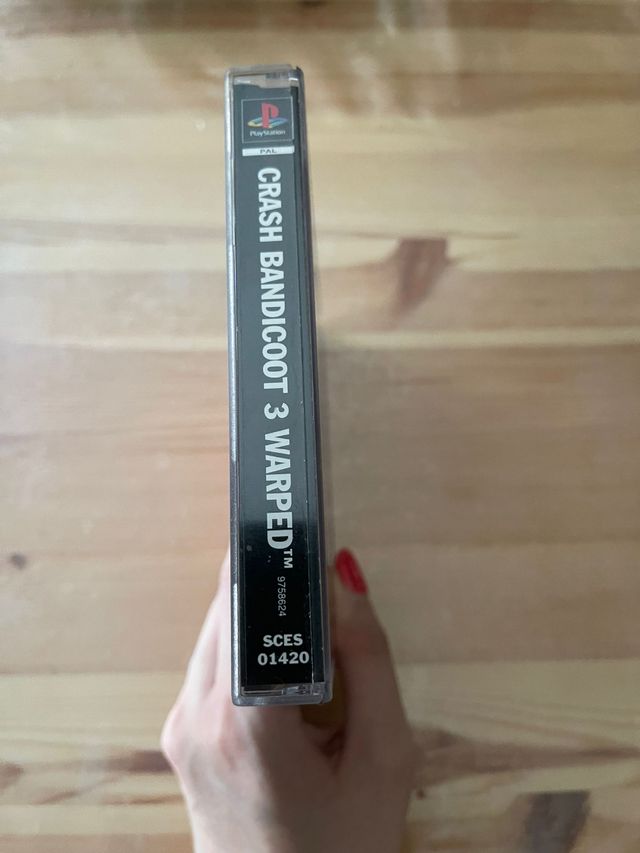 PlayStation
PAL
CRASH BANDICOOT 3 WARPED™
9758624
SCES
01420